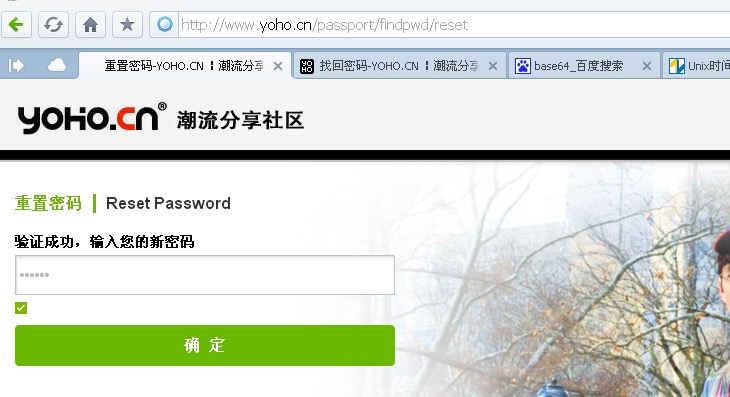 http://www.yoho.cn/passport/findpwd/reset
重置密码-YOHO.CN ¦ 潮流分享
找回密码-YOHO.CN ¦ 潮流分享
base64_百度搜索
Unix时间
YOHO.CN® 潮流分享社区
重置密码 | Reset Password
验证成功，输入您的新密码
••••••
确 定